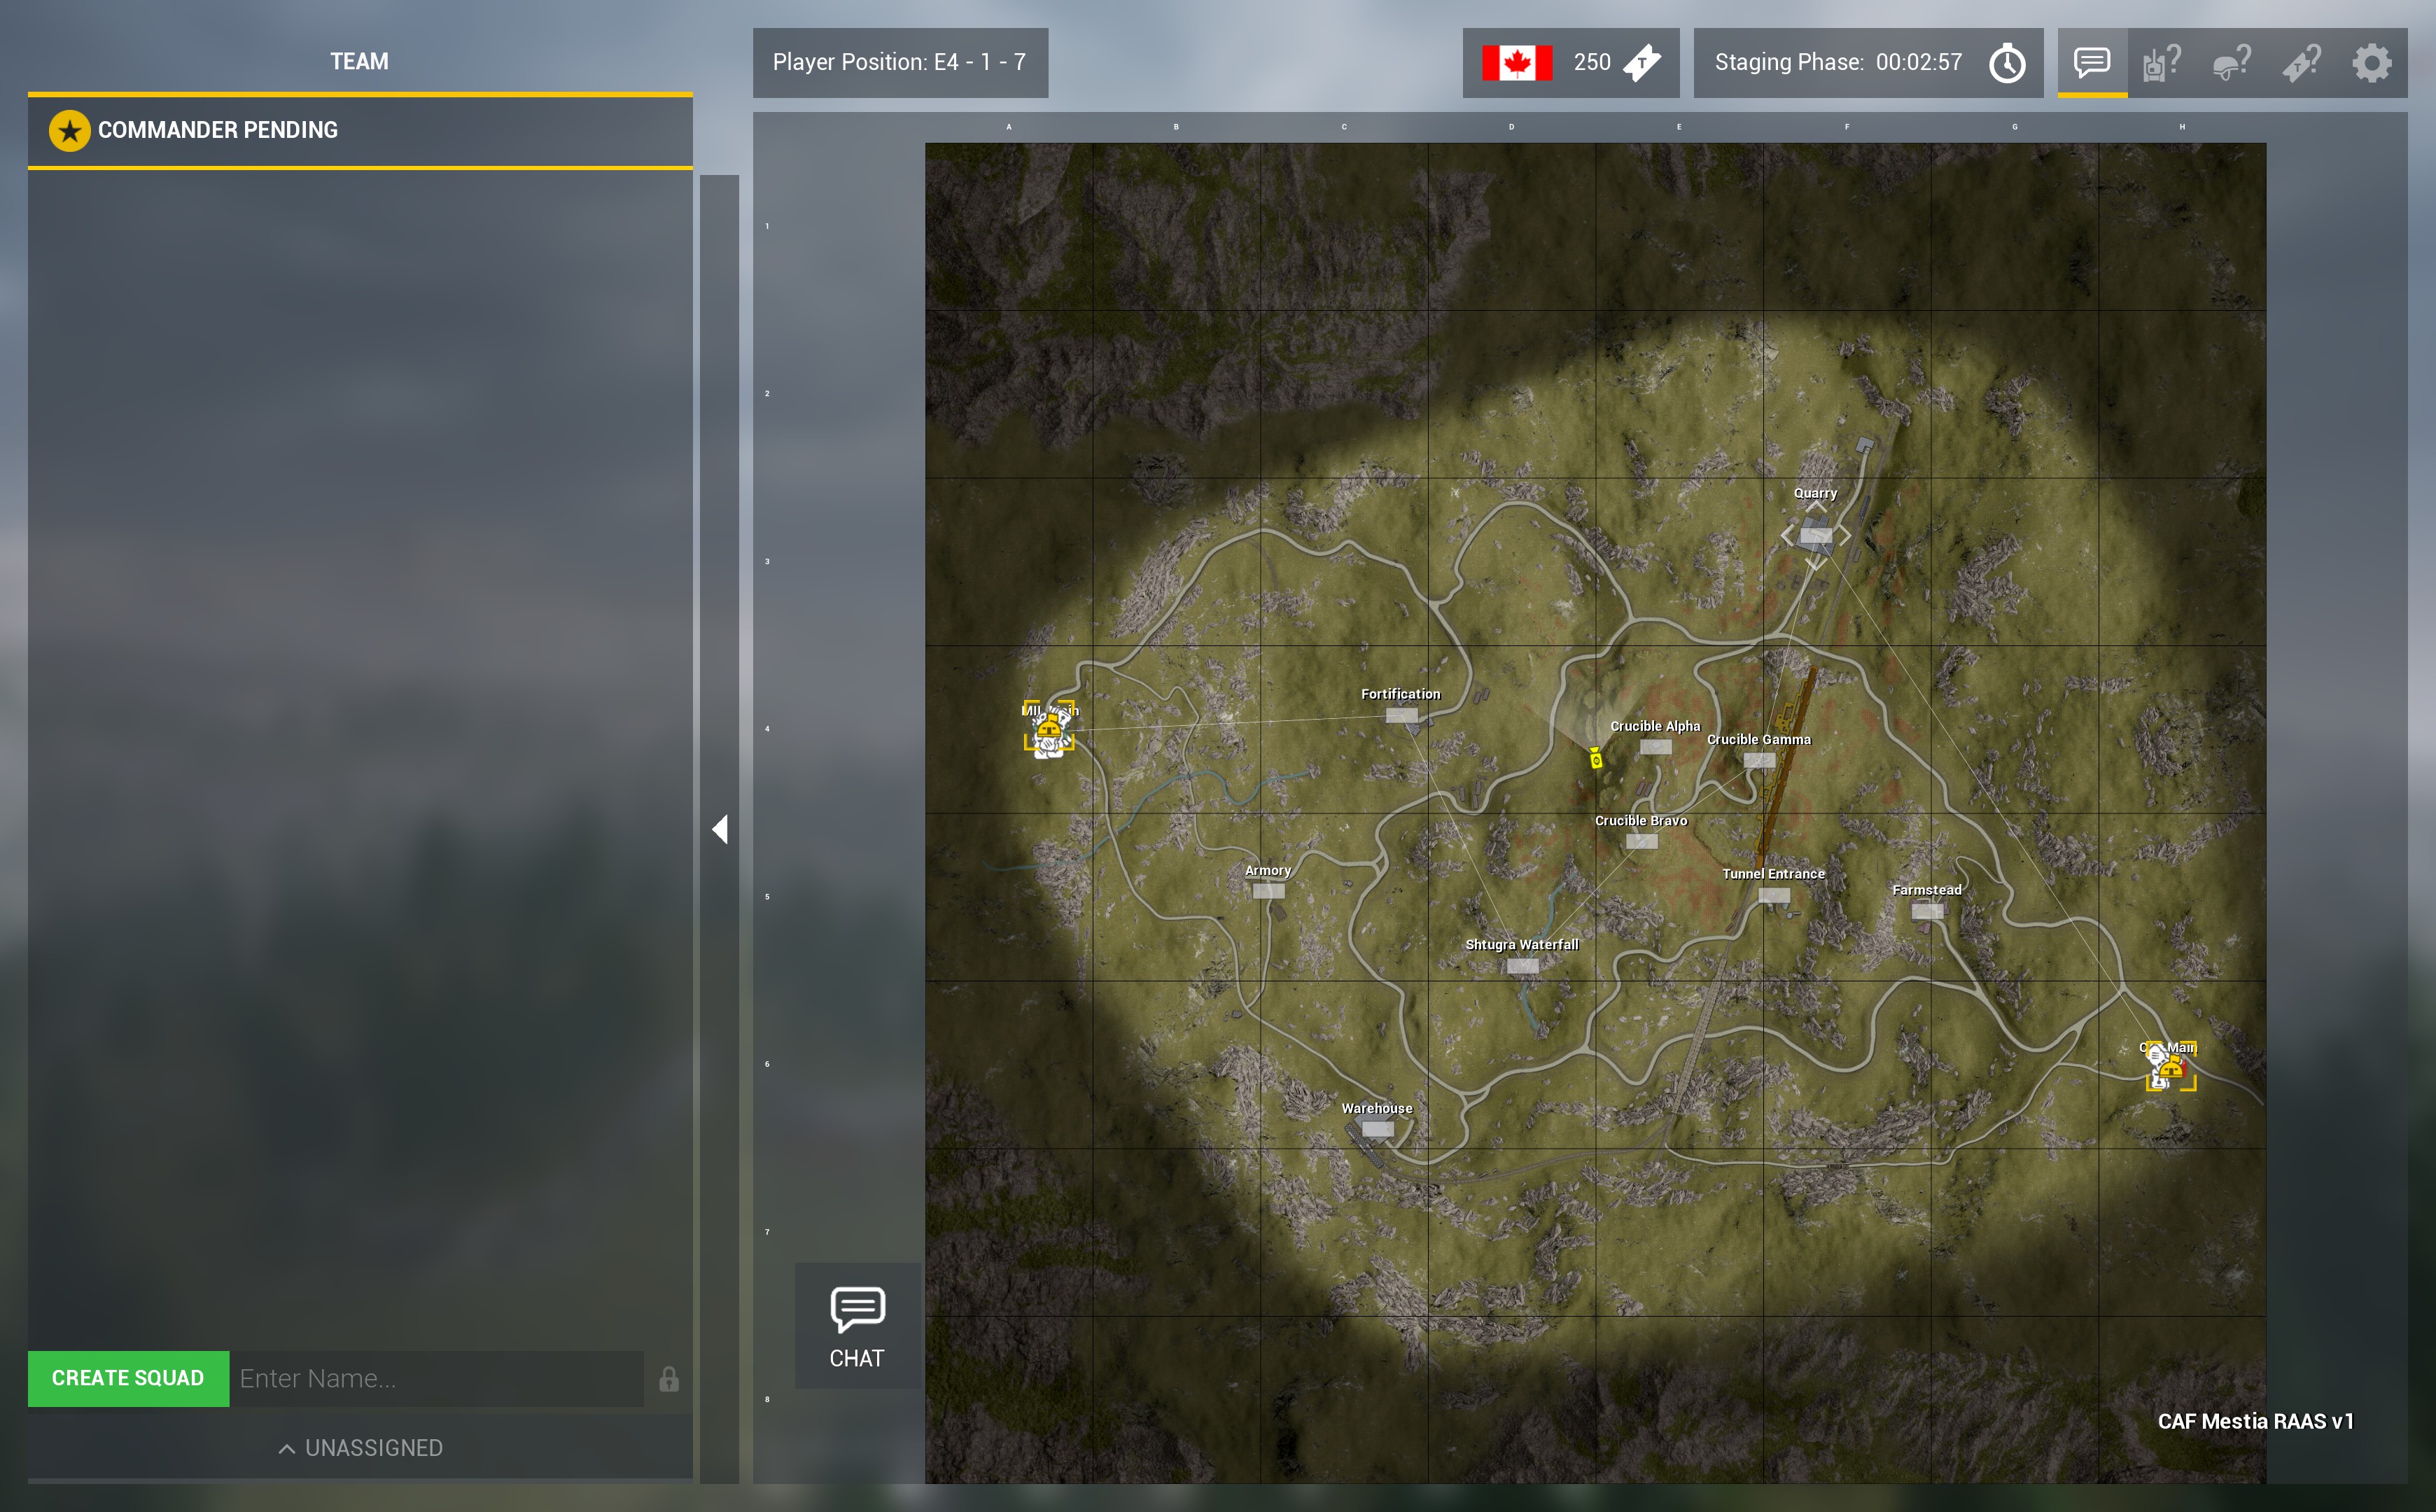 TEAM
COMMANDER PENDING
CREATE SQUAD
Enter Name...
UNASSIGNED
Player Position: E4 - 1 - 7
250
T
Staging Phase: 00:02:57
? ? T?
A B C D E F G H
1
2
3
4
5
6
7
8
Quarry
Fortification
Crucible Alpha
Crucible Gamma
Crucible Bravo
Armory
Tunnel Entrance
Farmstead
Shtugra Waterfall
Warehouse
CHAT
CAF Mestia RAAS v1